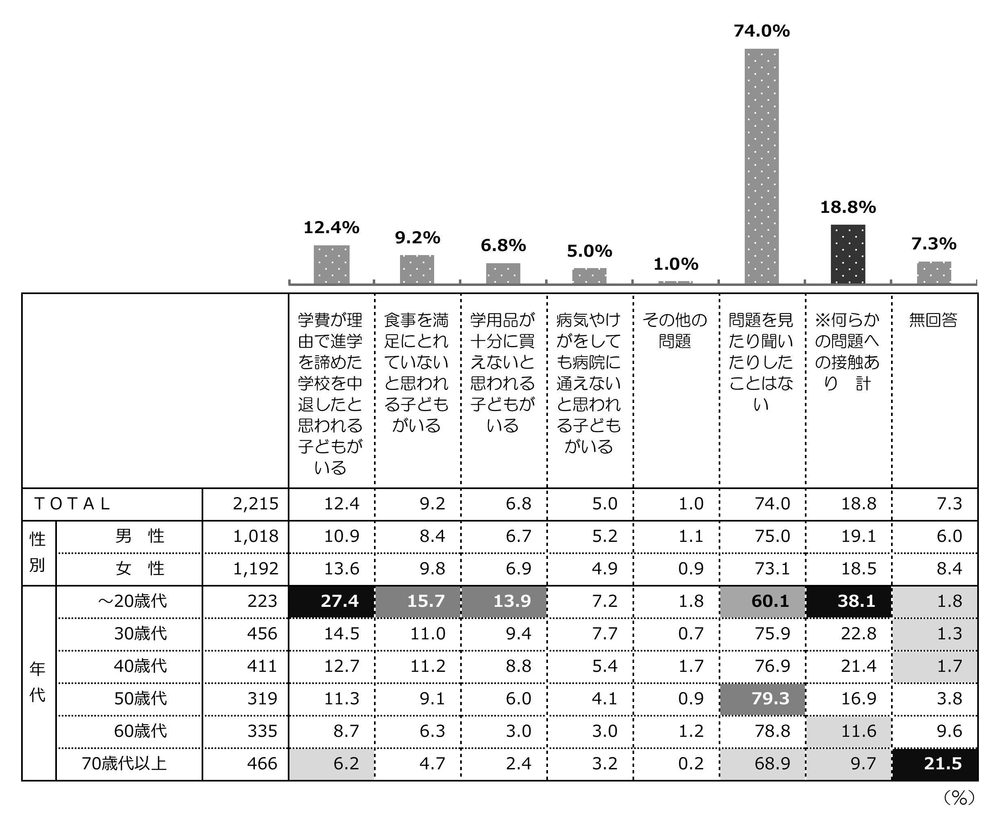 74.0%
18.8%
12.4%
9.2%
6.8%
5.0%
1.0%
7.3%
学費が理
由で進学
を諦めた
学校を中
退したと
思われる
子どもが
いる
食事を満
足にとれ
ていない
と思われ
る子ども
がいる
学用品が
十分に買
えないと
思われる
子どもが
いる
病気やけ
がをして
も病院に
通えない
と思われ
る子ども
がいる
その他の
問題
問題を見
たり聞い
たりした
ことはな
い
※何らか
の問題へ
の接触あ
り　計
無回答
ＴＯＴＡＬ 2,215 12.4 9.2 6.8 5.0 1.0 74.0 18.8 7.3
性別
男　性 1,018 10.9 8.4 6.7 5.2 1.1 75.0 19.1 6.0
女　性 1,192 13.6 9.8 6.9 4.9 0.9 73.1 18.5 8.4
年代
～20歳代 223 27.4 15.7 13.9 7.2 1.8 60.1 38.1 1.8
30歳代 456 14.5 11.0 9.4 7.7 0.7 75.9 22.8 1.3
40歳代 411 12.7 11.2 8.8 5.4 1.7 76.9 21.4 1.7
50歳代 319 11.3 9.1 6.0 4.1 0.9 79.3 16.9 3.8
60歳代 335 8.7 6.3 3.0 3.0 1.2 78.8 11.6 9.6
70歳代以上 466 6.2 4.7 2.4 3.2 0.2 68.9 9.7 21.5
（%）